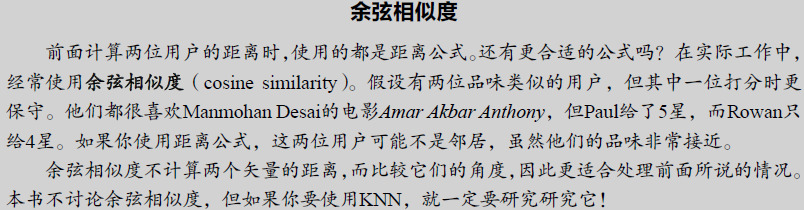 余弦相似度
前面计算两位用户的距离时，使用的都是距离公式。还有更合适的公式吗？在实际工作中，
经常使用余弦相似度（cosine similarity）。假设有两位品味类似的用户，但其中一位打分时更
保守。他们都很喜欢Manmohan Desai的电影Amar Akbar Anthony，但Paul给了5星，而Rowan只
给4星。如果你使用距离公式，这两位用户可能不是邻居，虽然他们的品味非常接近。
余弦相似度不计算两个矢量的距离，而比较它们的角度，因此更适合处理前面所说的情况。
本书不讨论余弦相似度，但如果你要使用KNN，就一定要研究研究它！